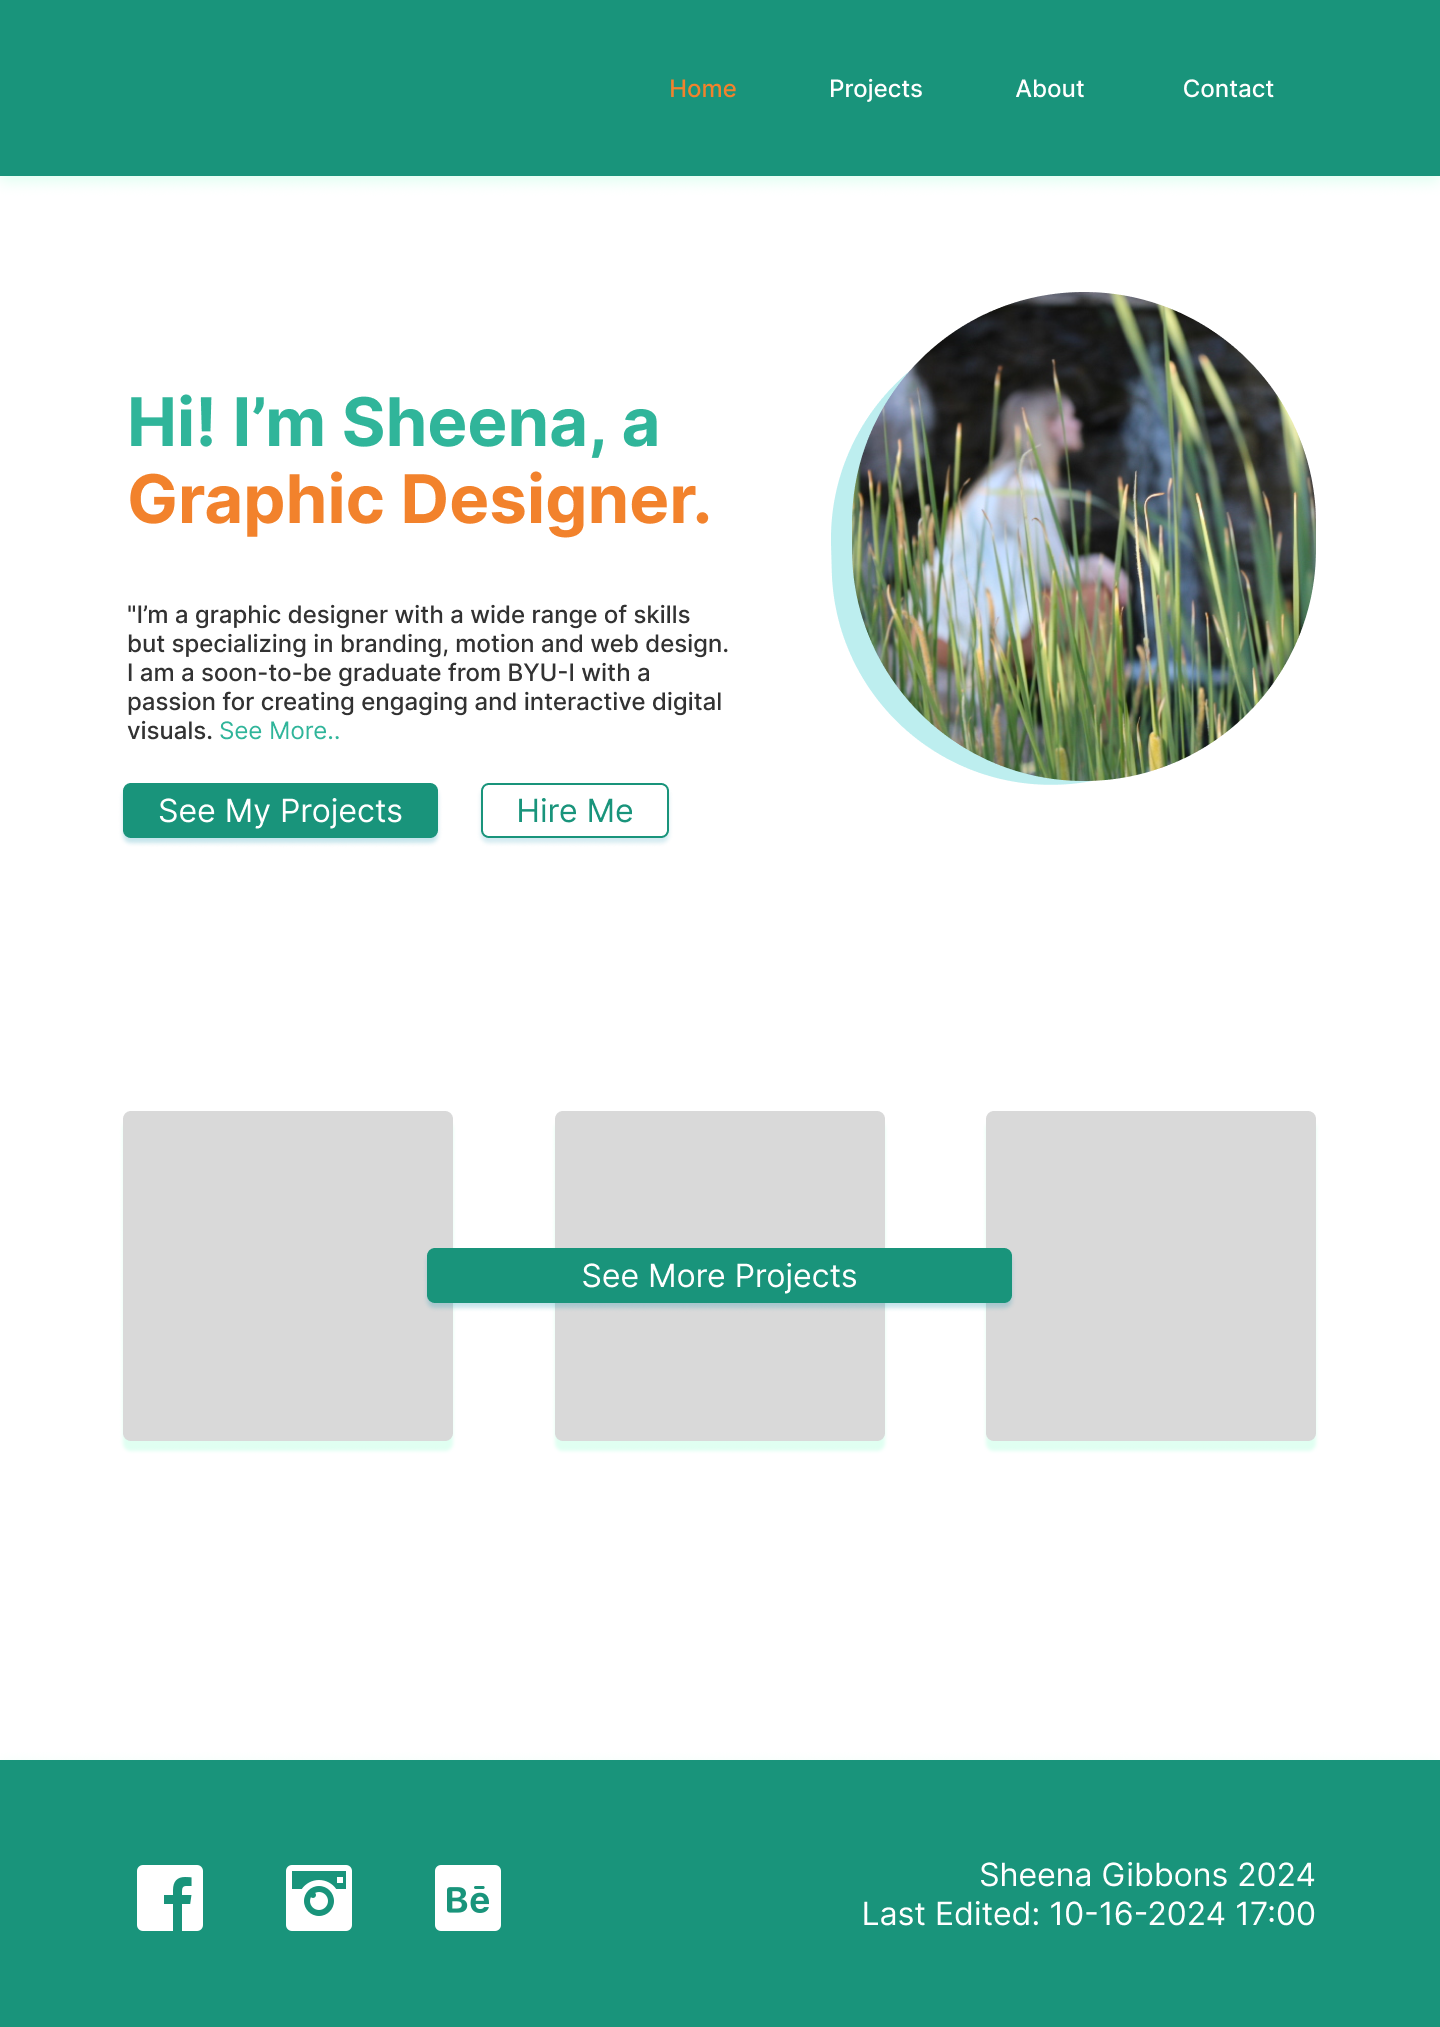 Home Projects About Contact
Hi! I’m Sheena, a
Graphic Designer.
"I’m a graphic designer with a wide range of skills
but specializing in branding, motion and web design.
I am a soon-to-be graduate from BYU-I with a
passion for creating engaging and interactive digital
visuals. See More..
See My Projects
Hire Me
See More Projects
Bē
Sheena Gibbons 2024
Last Edited: 10-16-2024 17:00